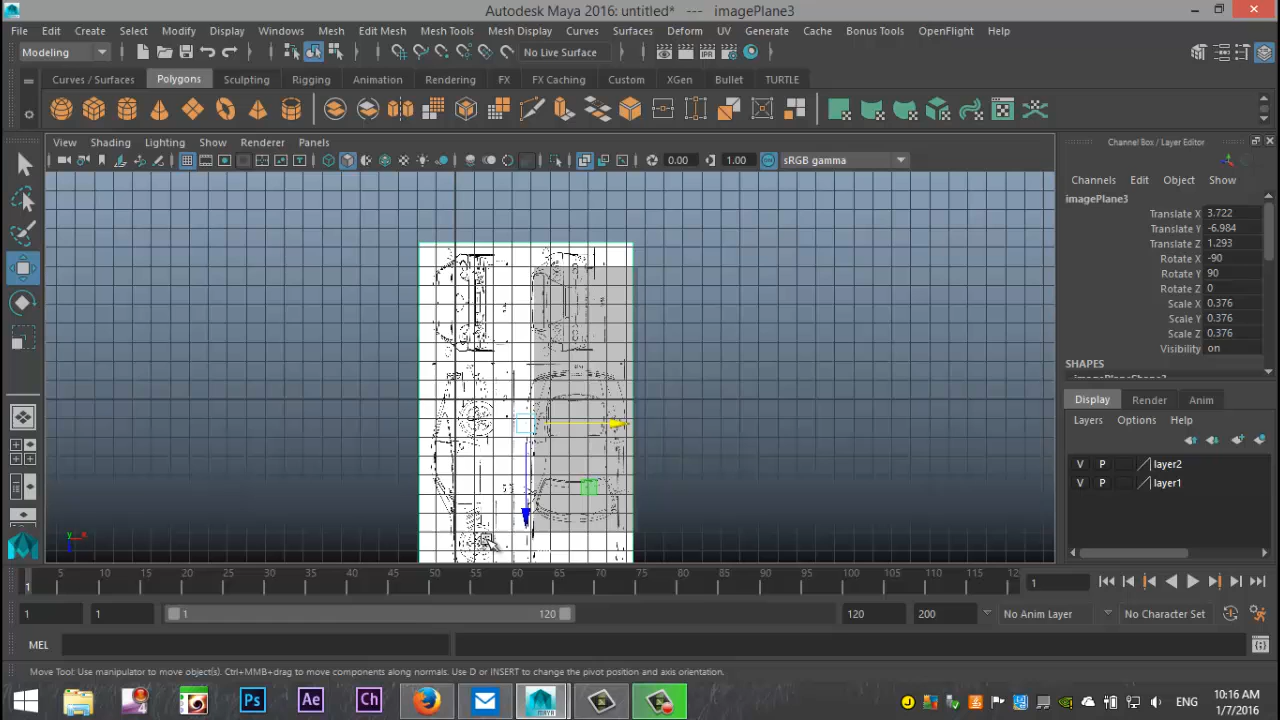 Autodesk Maya 2016: untitled* --- imagePlane3
File Edit Create Select Modify Display Windows Mesh Edit Mesh Mesh Tools Mesh Display Curves Surfaces Deform UV Generate Cache Bonus Tools OpenFlight Help
Modeling No Live Surface
Curves / Surfaces Polygons Sculpting Rigging Animation Rendering FX FX Caching Custom XGen Bullet TURTLE
View Shading Lighting Show Renderer Panels
0.00 1.00 sRGB gamma
Channel Box / Layer Editor
Channels Edit Object Show
imagePlane3
Translate X 3.722
Translate Y -6.984
Translate Z 1.293
Rotate X -90
Rotate Y 90
Rotate Z 0
Scale X 0.376
Scale Y 0.376
Scale Z 0.376
Visibility on
SHAPES
Display Render Anim
Layers Options Help
V P layer2
V P layer1
5 10 15 20 25 30 35 40 45 50 55 60 65 70 75 80 85 90 95 100 105 110 115 12
1 1
1 1 1 120 120 200 No Anim Layer No Character Set
MEL
Move Tool: Use manipulator to move object(s). Ctrl+MMB+drag to move components along normals. Use D or INSERT to change the pivot position and axis orientation.
Ps Ae Ch MAYA ENG 10:16 AM
1/7/2016